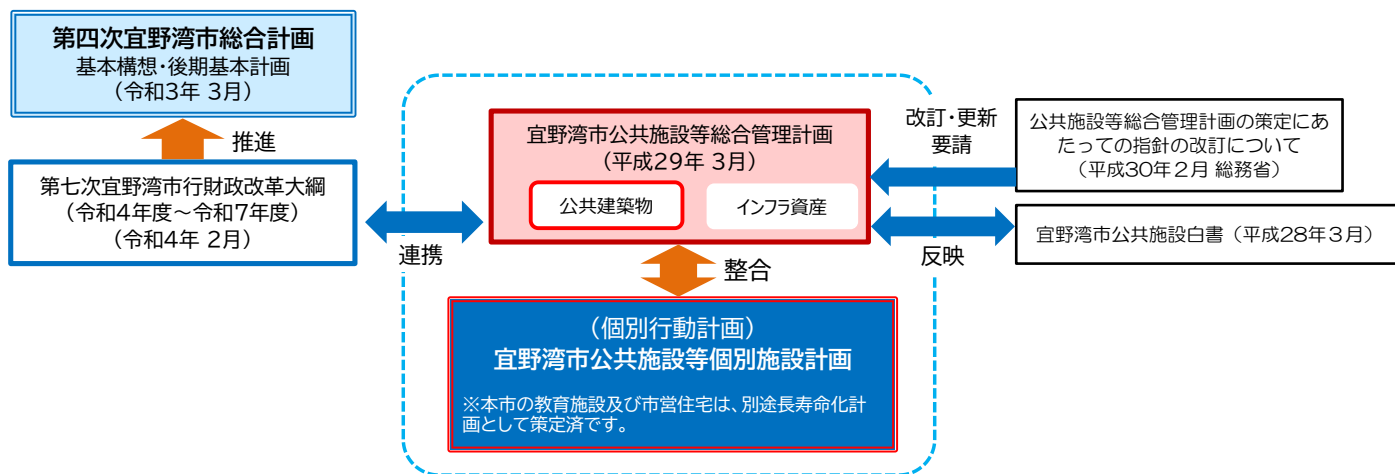 第四次宜野湾市総合計画
基本構想・後期基本計画
（令和3年 3月）
推進
第七次宜野湾市行財政改革大綱
（令和4年度～令和7年度）
（令和4年 2月）
連携
宜野湾市公共施設等総合管理計画
（平成29年 3月）
公共建築物
インフラ資産
改訂・更新
要請
公共施設等総合管理計画の策定にあ
たっての指針の改訂について
（平成30年2月 総務省）
反映
宜野湾市公共施設白書（平成28年3月）
整合
（個別行動計画）
宜野湾市公共施設等個別施設計画
※本市の教育施設及び市営住宅は、別途長寿命化計
画として策定済です。